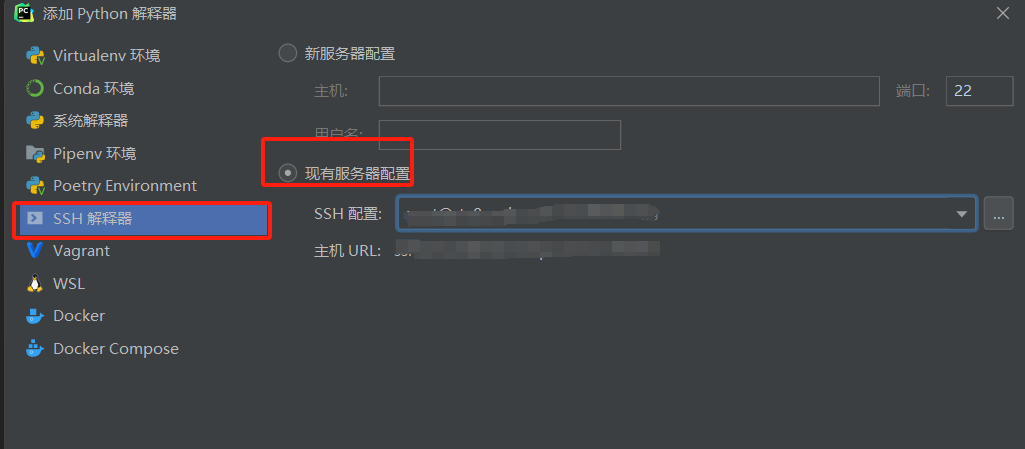 添加 Python 解释器
Virtualenv 环境
Conda 环境
系统解释器
Pipenv 环境
Poetry Environment
SSH 解释器
Vagrant
WSL
Docker
Docker Compose
新服务器配置
主机: 端口: 22
用户名:
现有服务器配置
SSH 配置: ...
主机 URL: